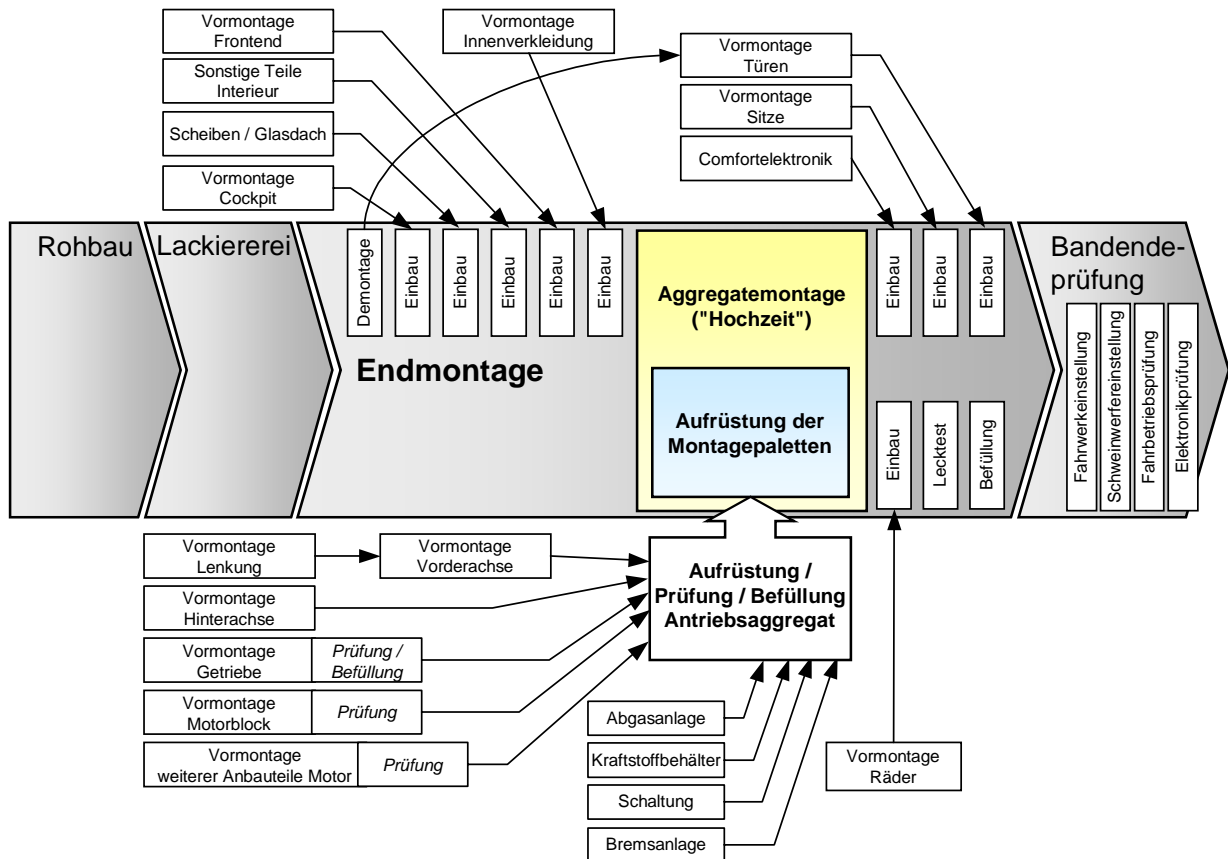 Vormontage
Frontend
Vormontage
Innenverkleidung
Vormontage
Türen
Sonstige Teile
Interieur
Vormontage
Sitze
Scheiben / Glasdach
Comfortelektronik
Vormontage
Cockpit
Rohbau
Lackiererei
Demontage
Einbau
Einbau
Einbau
Einbau
Einbau
Aggregatemontage
("Hochzeit")
Einbau
Einbau
Einbau
Bandende-
prüfung
Endmontage
Aufrüstung der
Montagepaletten
Einbau
Lecktest
Befüllung
Fahrwerkeinstellung
Schweinwerfereinstellung
Fahrbetriebsprüfung
Elektronikprüfung
Vormontage
Lenkung
Vormontage
Vorderachse
Aufrüstung /
Prüfung / Befüllung
Antriebsaggregat
Vormontage
Hinterachse
Vormontage
Getriebe
Prüfung /
Befüllung
Vormontage
Motorblock
Prüfung
Vormontage
weiterer Anbauteile Motor
Prüfung
Abgasanlage
Kraftstoffbehälter
Schaltung
Bremsanlage
Vormontage
Räder